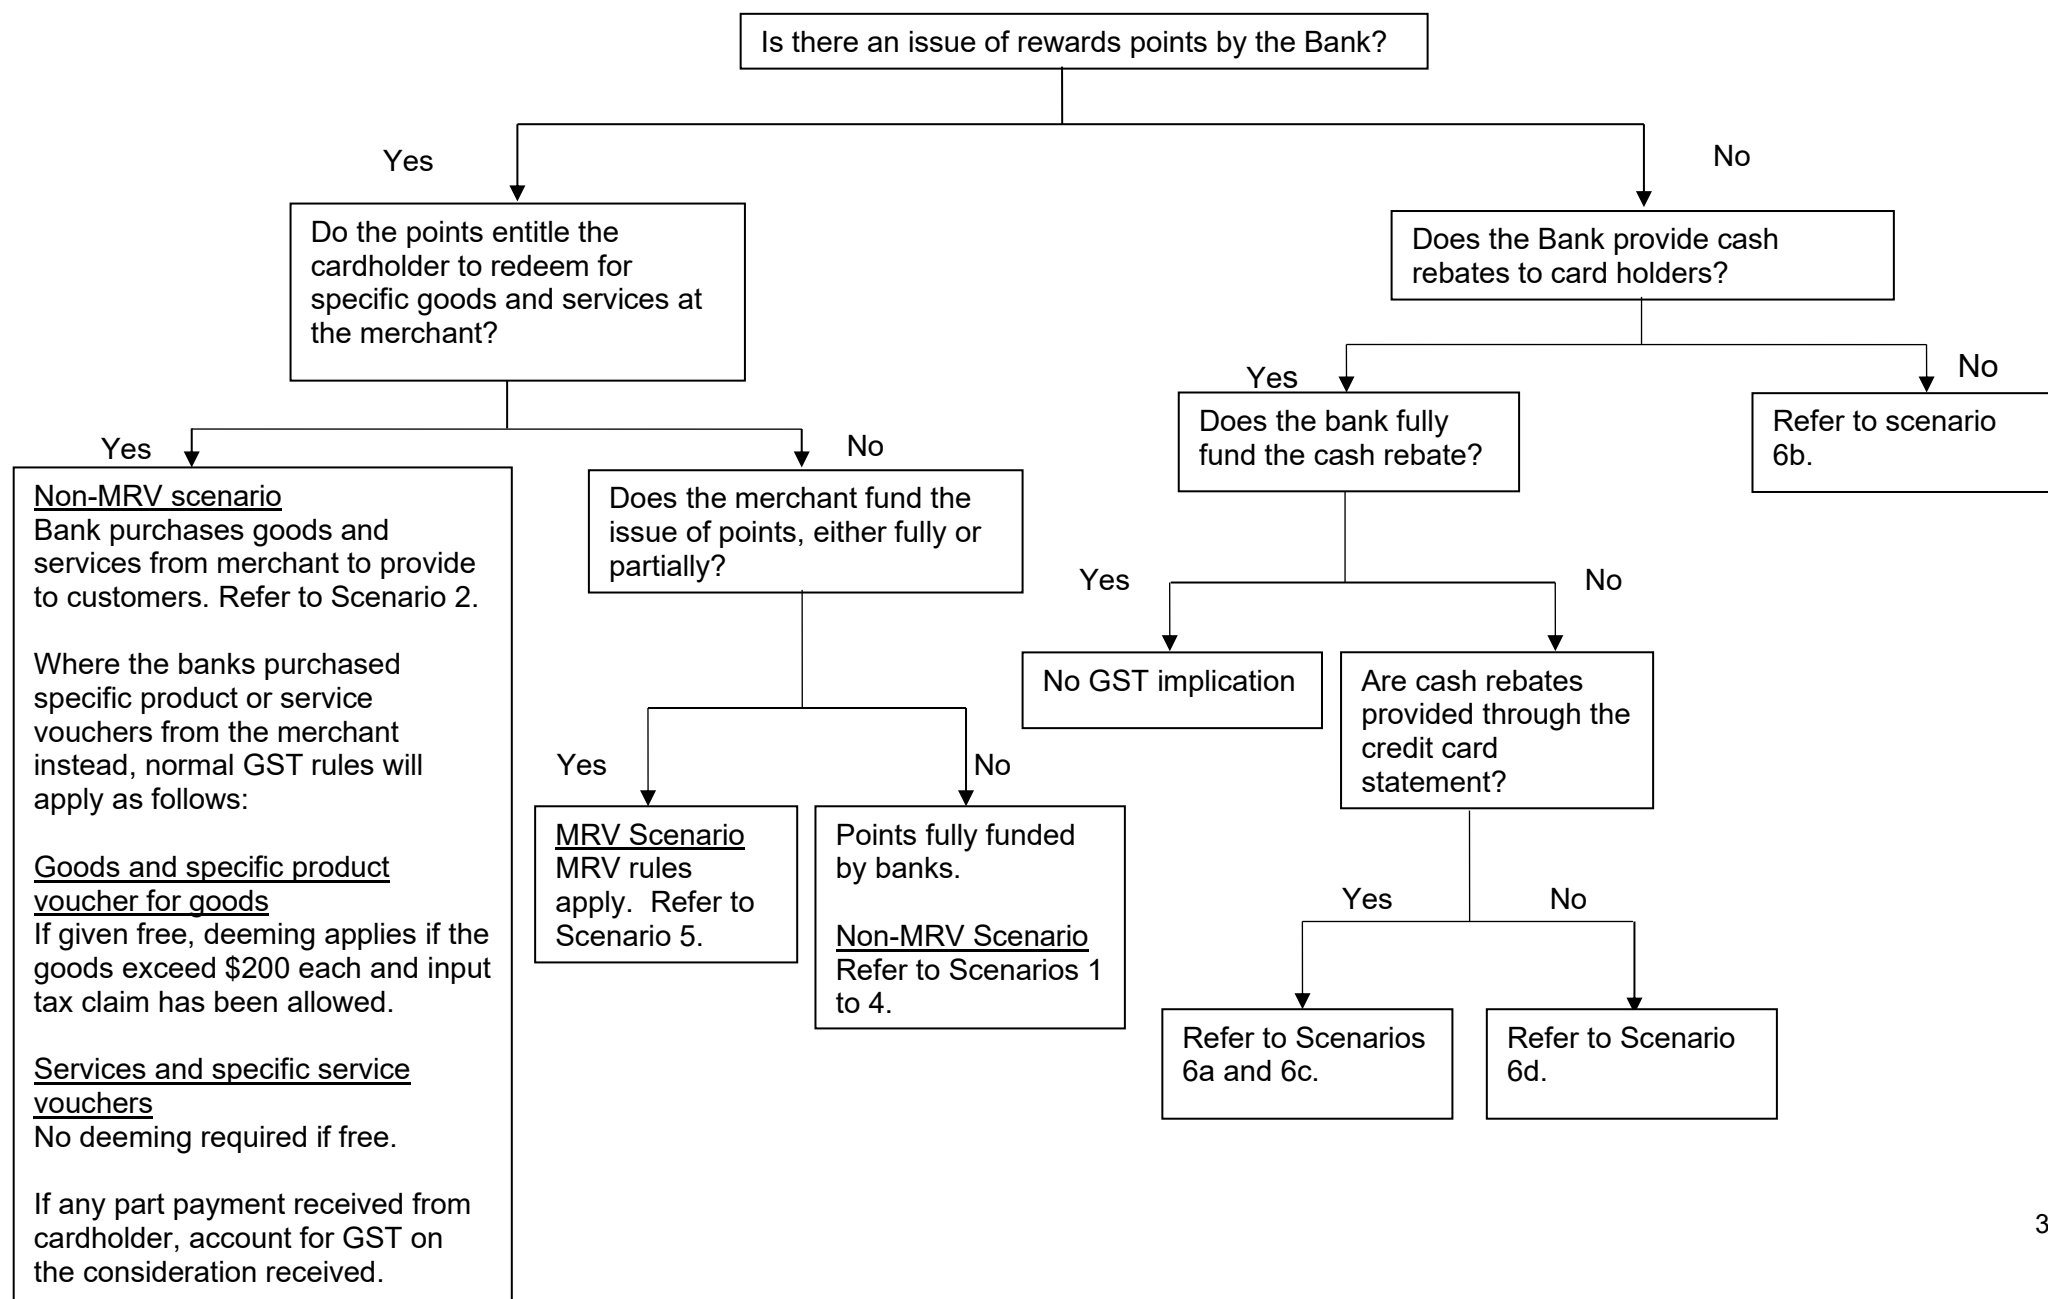 Is there an issue of rewards points by the Bank?
Yes
No
Do the points entitle the
cardholder to redeem for
specific goods and services at
the merchant?
Does the Bank provide cash
rebates to card holders?
Yes
No
Does the bank fully
fund the cash rebate?
Refer to scenario
6b.
Yes
No
Non-MRV scenario
Bank purchases goods and
services from merchant to provide
to customers. Refer to Scenario 2.
Where the banks purchased
specific product or service
vouchers from the merchant
instead, normal GST rules will
apply as follows:
Goods and specific product
voucher for goods
If given free, deeming applies if the
goods exceed $200 each and input
tax claim has been allowed.
Services and specific service
vouchers
No deeming required if free.
If any part payment received from
cardholder, account for GST on
the consideration received.
Does the merchant fund the
issue of points, either fully or
partially?
Yes
No
No GST implication
Are cash rebates
provided through the
credit card
statement?
Yes
No
MRV Scenario
MRV rules
apply.  Refer to
Scenario 5.
Points fully funded
by banks.
Non-MRV Scenario
Refer to Scenarios 1
to 4.
Yes
No
Refer to Scenarios
6a and 6c.
Refer to Scenario
6d.
3